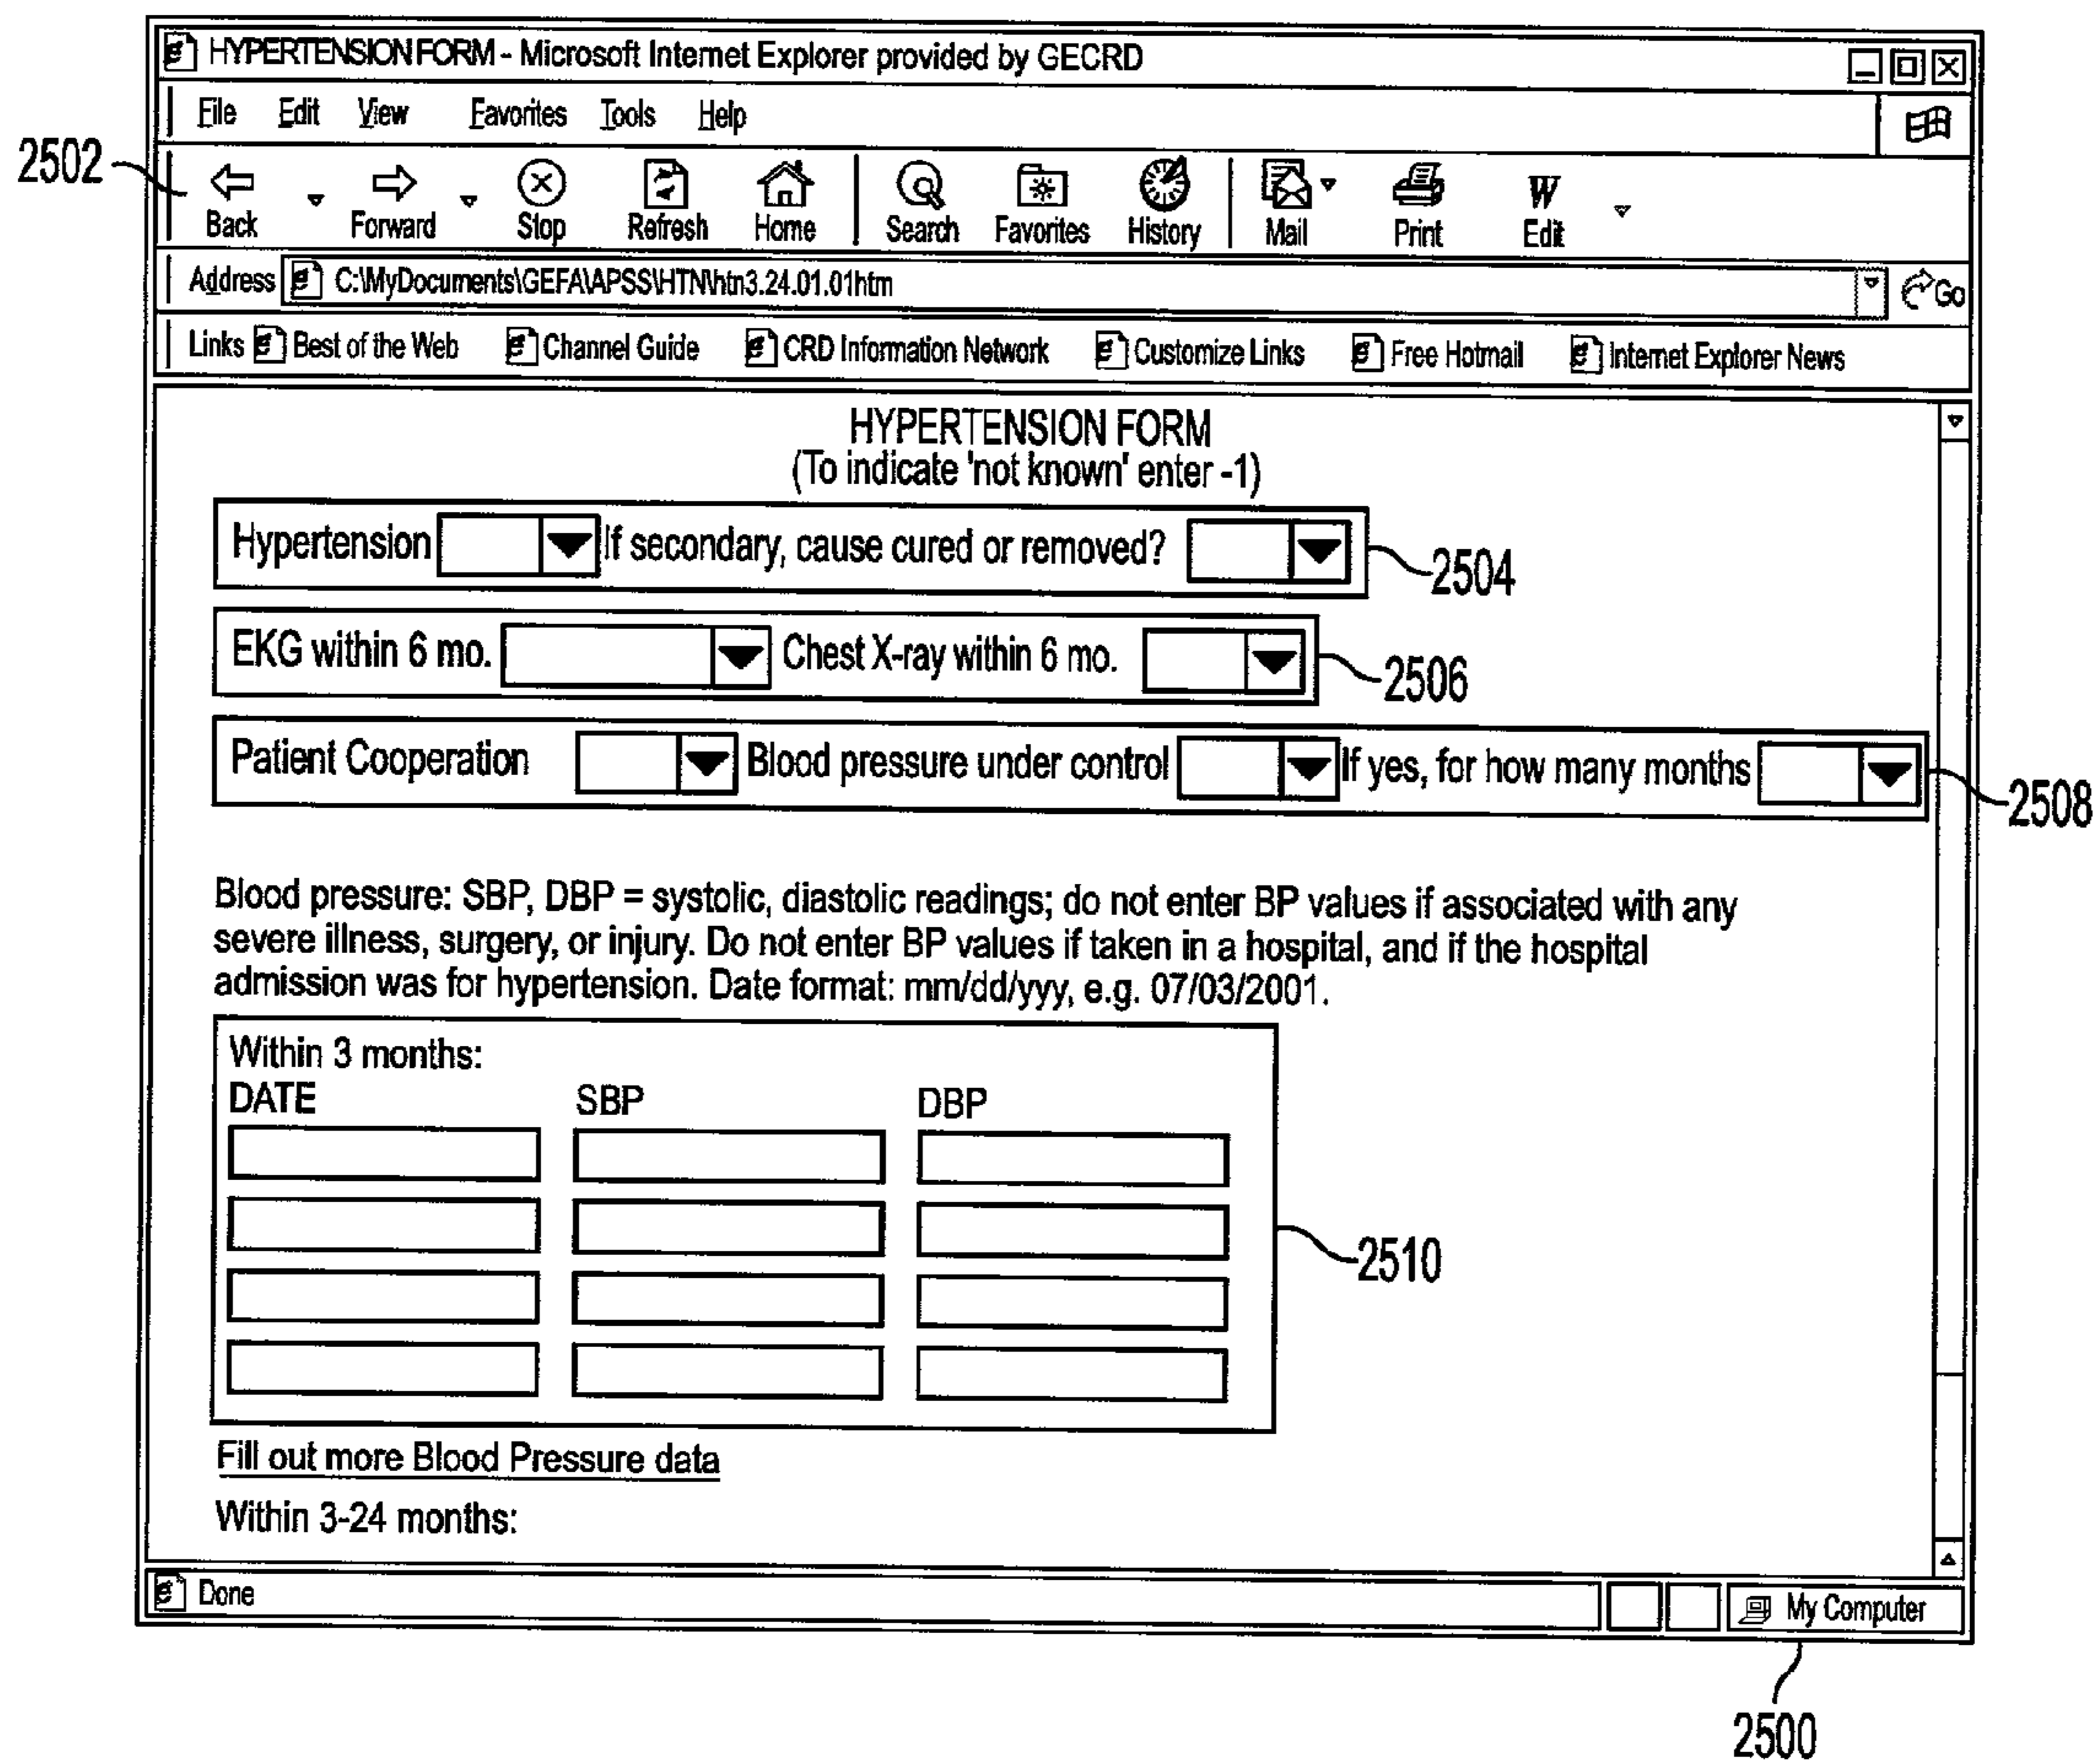 HYPERTENSION FORM - Microsoft Internet Explorer provided by GECRD
File Edit View Favorites Tools Help
2502
Back Forward Stop Refresh Home Search Favorites History Mail Print Edit
Address C:\MyDocuments\GEFA\APSS\HTN\htn3.24.01.01htm Go
Links Best of the Web Channel Guide CRD Information Network Customize Links Free Hotmail Internet Explorer News
HYPERTENSION FORM
(To indicate 'not known' enter -1)
Hypertension If secondary, cause cured or removed? 2504
EKG within 6 mo. Chest X-ray within 6 mo. 2506
Patient Cooperation Blood pressure under control If yes, for how many months 2508
Blood pressure: SBP, DBP = systolic, diastolic readings; do not enter BP values if associated with any
severe illness, surgery, or injury. Do not enter BP values if taken in a hospital, and if the hospital
admission was for hypertension. Date format: mm/dd/yyy, e.g. 07/03/2001.
Within 3 months:
DATE SBP DBP
2510
Fill out more Blood Pressure data
Within 3-24 months:
Done My Computer
2500